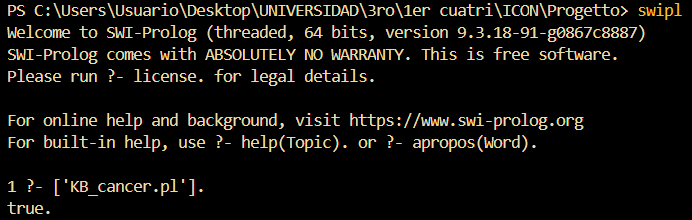 PS C:\Users\Usuario\Desktop\UNIVERSIDAD\3ro\1er cuatri\ICON\Progetto> swipl
Welcome to SWI-Prolog (threaded, 64 bits, version 9.3.18-91-g0867c8887)
SWI-Prolog comes with ABSOLUTELY NO WARRANTY. This is free software.
Please run ?- license. for legal details.

For online help and background, visit https://www.swi-prolog.org
For built-in help, use ?- help(Topic). or ?- apropos(Word).

1 ?- ['KB_cancer.pl'].
true.